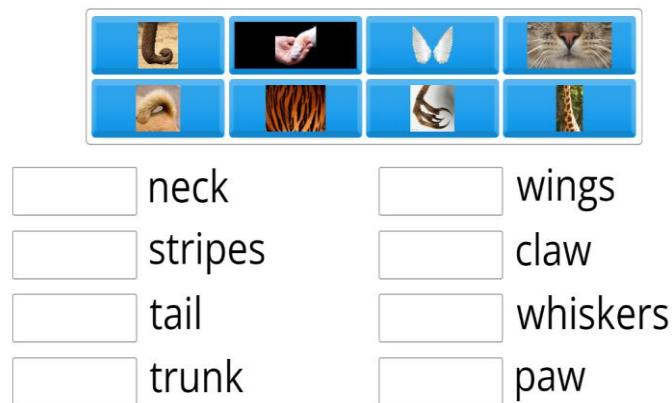 neck
wings
stripes
claw
tail
whiskers
trunk
paw